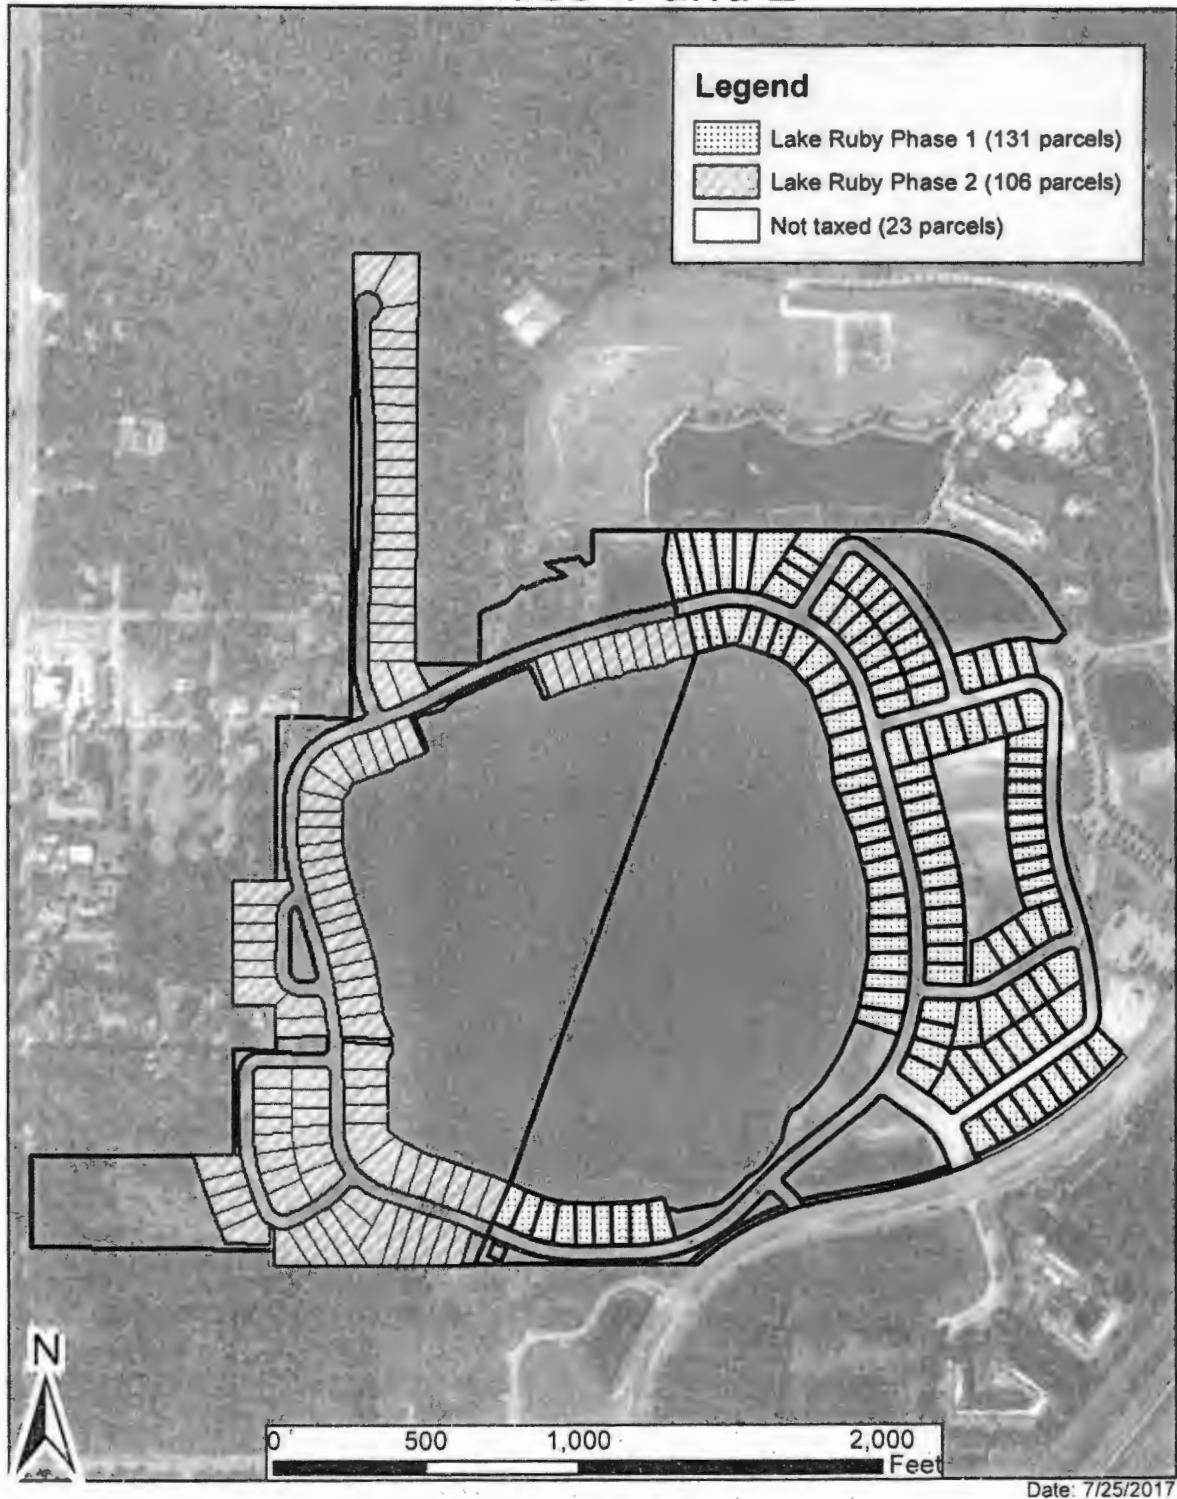 Legend
Lake Ruby Phase 1 (131 parcels)
Lake Ruby Phase 2 (106 parcels)
Not taxed (23 parcels)
N
0 500 1,000 2,000
Feet
Date: 7/25/2017